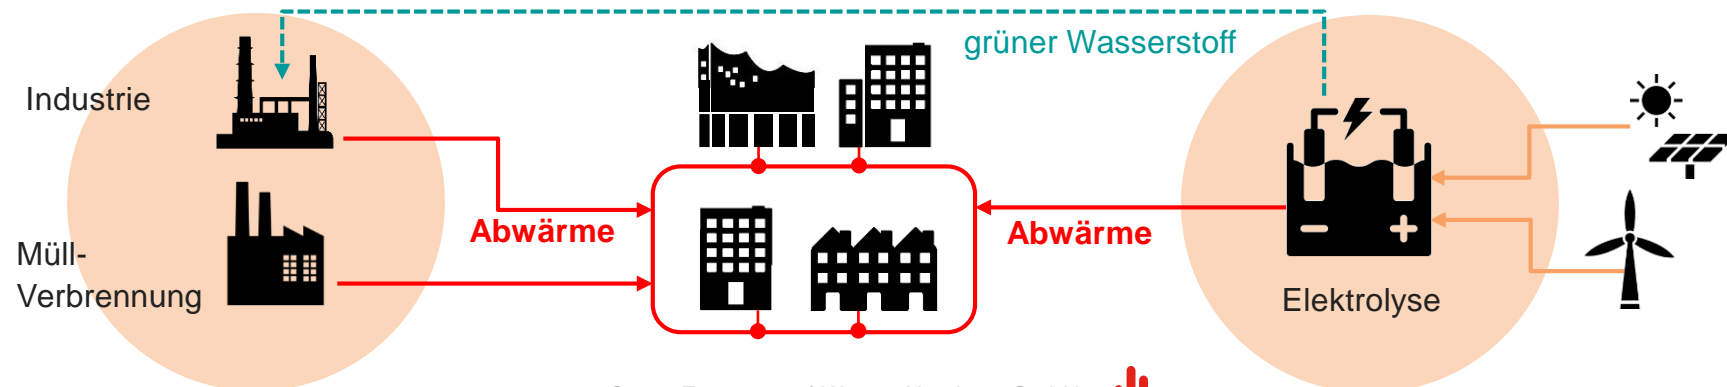 grüner Wasserstoff
Industrie
Abwärme
Abwärme
Müll-
Verbrennung
Elektrolyse